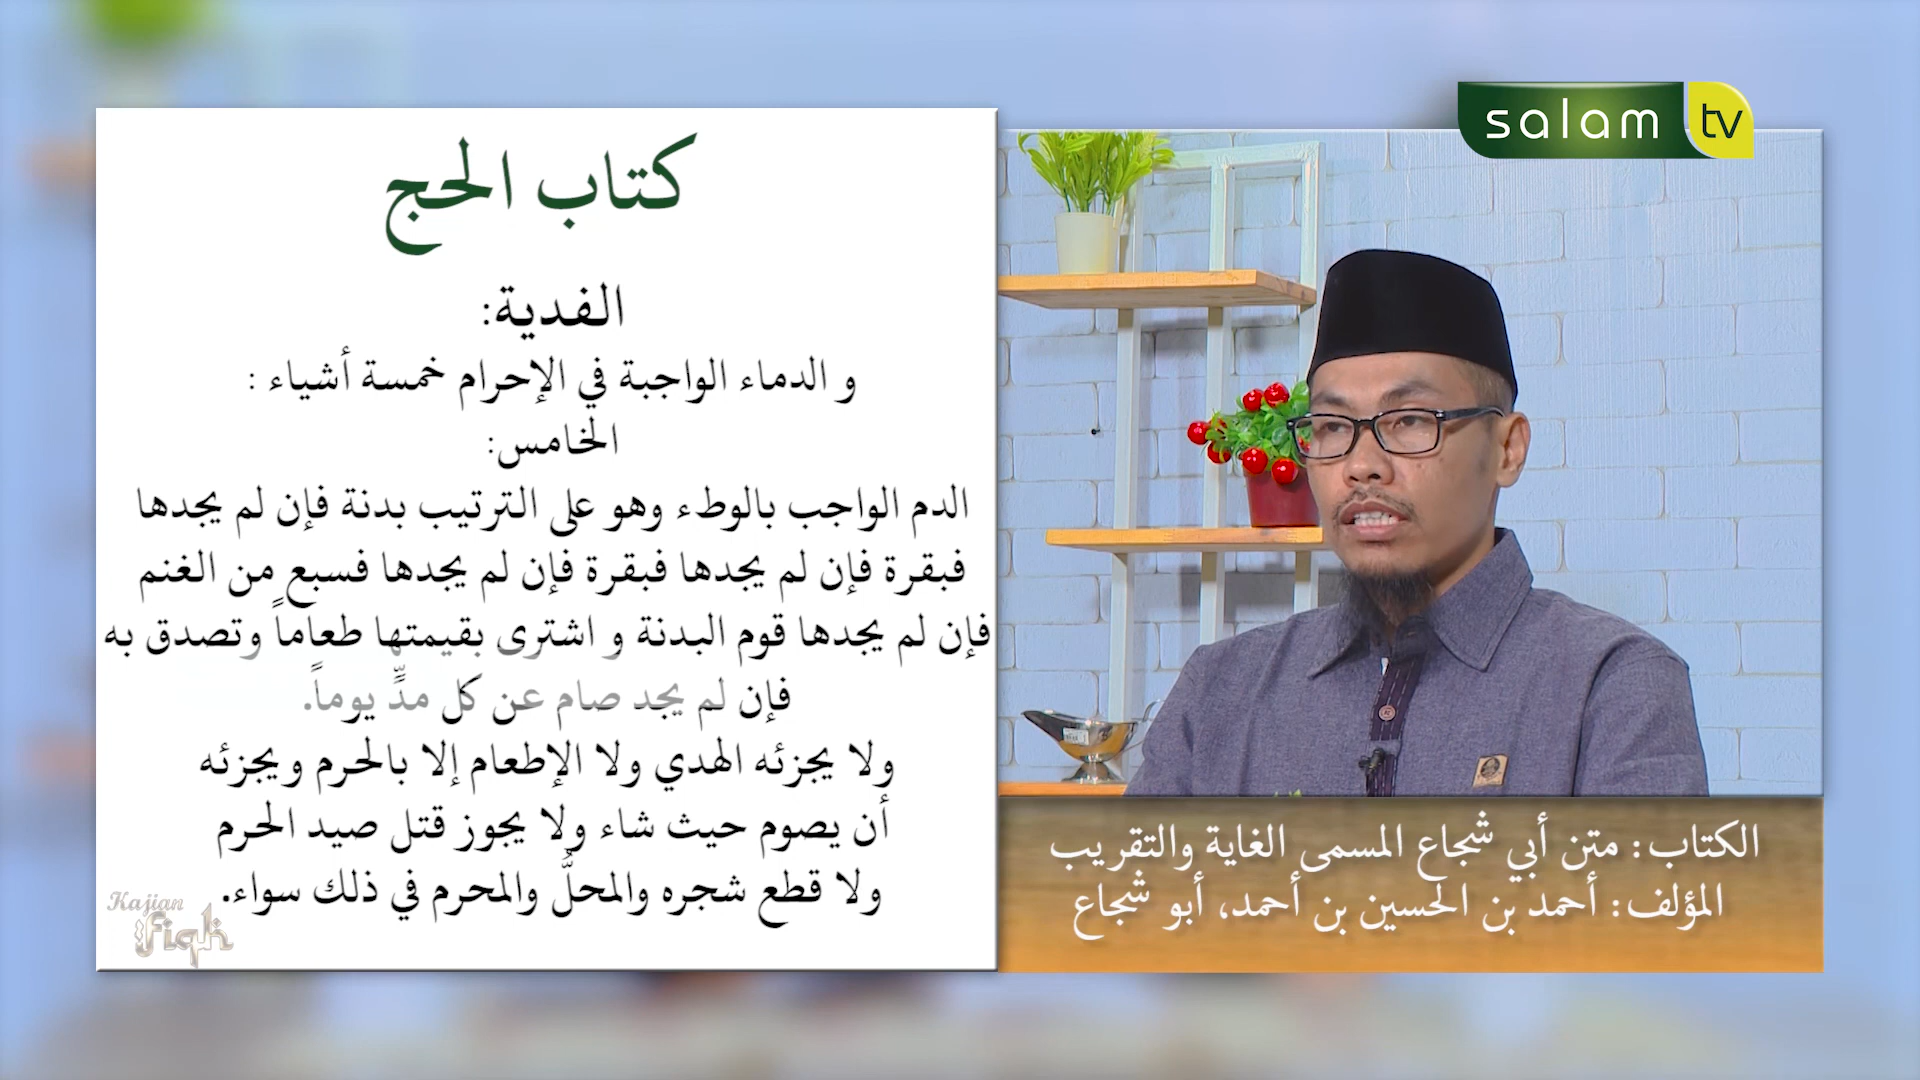 كتاب الحج
الفدية:
و الدماء الواجبة في الإحرام خمسة أشياء :
الخامس:
الدم الواجب بالوطء وهو على الترتيب بدنة فإن لم يجدها
فبقرة فإن لم يجدها فبقرة فإن لم يجدها فسبع من الغنم
فإن لم يجدها قوم البدنة و اشترى بقيمتها طعاماً وتصدق به
فإن لم يجد صام عن كل مدٍّ يوماً.
ولا يجزئه الهدي ولا الإطعام إلا بالحرم ويجزئه
أن يصوم حيث شاء ولا يجوز قتل صيد الحرم
ولا قطع شجره والمحلُّ والمحرم في ذلك سواء.
Kajian
fiqh
salam tv
الكتاب: متن أبي شجاع المسمى الغاية والتقريب
المؤلف: أحمد بن الحسين بن أحمد، أبو شجاع